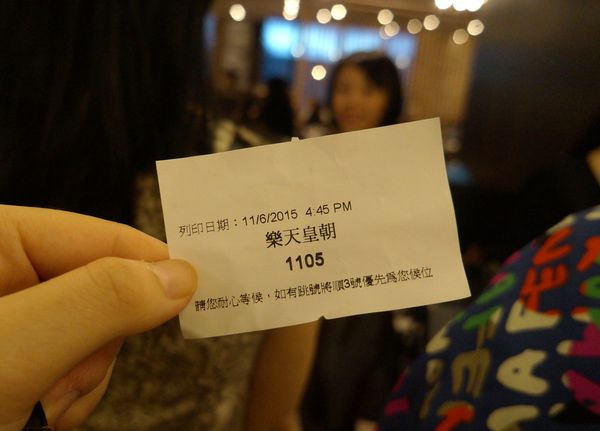 列印日期：11/6/2015 4:45 PM
樂天皇朝
1105
請您耐心等候，如有跳號將順3號優先為您候位